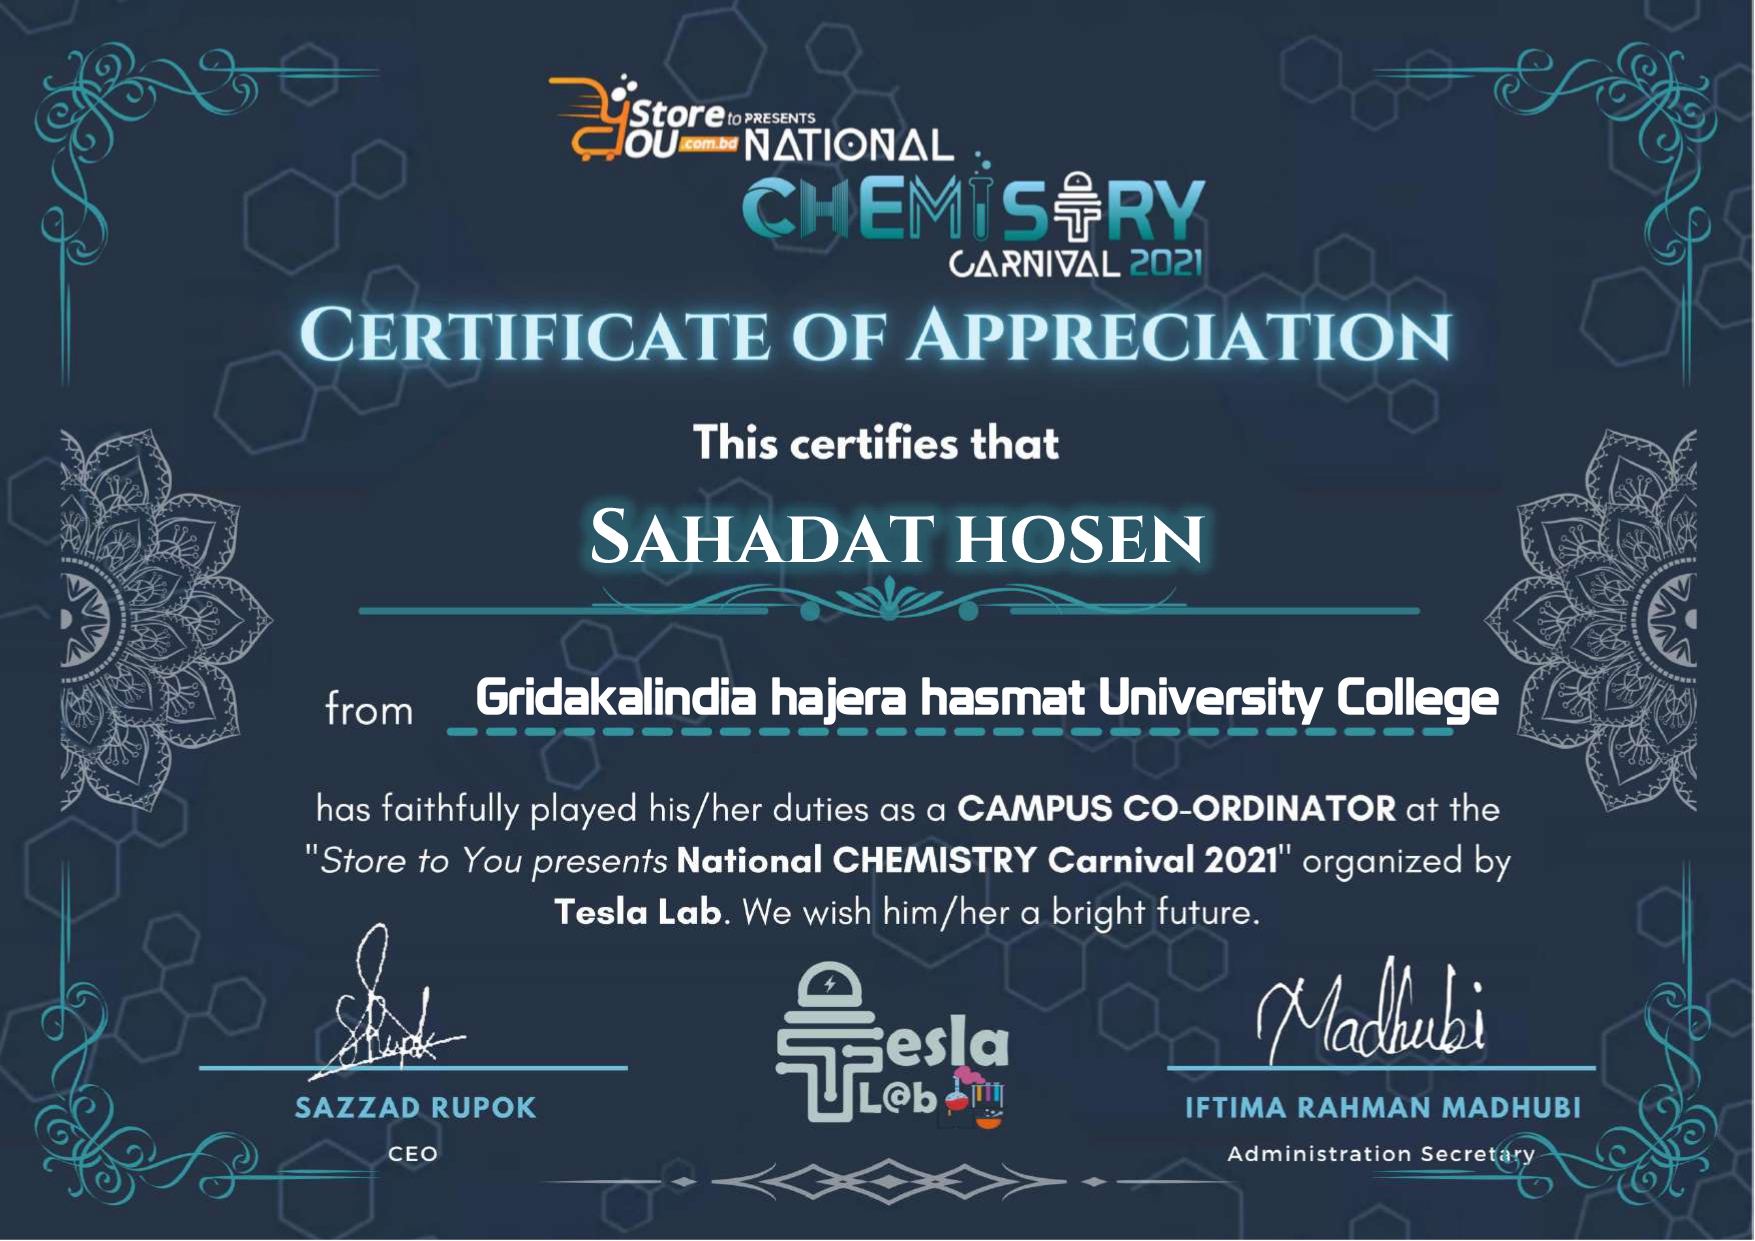 Store to PRESENTS
YOU .com.bd NATIONAL
CHEMISTRY
CARNIVAL 2021
CERTIFICATE OF APPRECIATION
This certifies that
SAHADAT HOSEN
from Gridakalindia hajera hasmat University College
has faithfully played his/her duties as a CAMPUS CO-ORDINATOR at the
"Store to You presents National CHEMISTRY Carnival 2021" organized by
Tesla Lab. We wish him/her a bright future.
Srupok
Madhubi
Tesla
L@b
SAZZAD RUPOK
IFTIMA RAHMAN MADHUBI
CEO
Administration Secretary